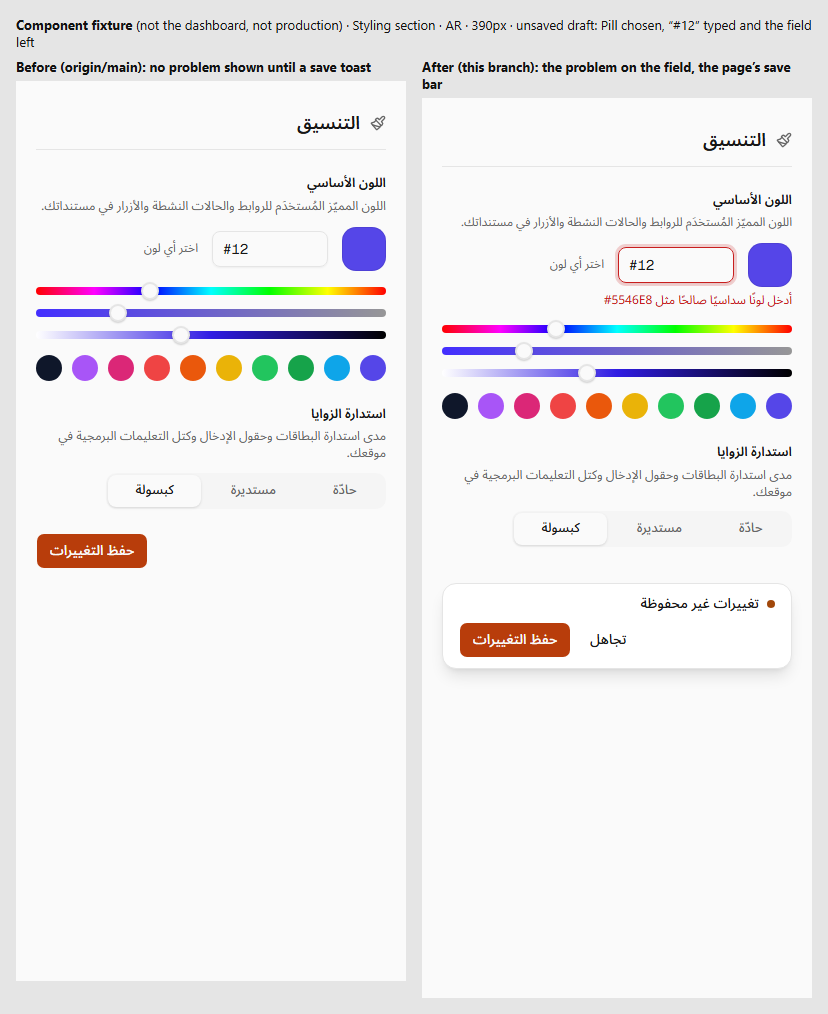 Component fixture (not the dashboard, not production) · Styling section · AR · 390px · unsaved draft: Pill chosen, “#12” typed and the field
left
Before (origin/main): no problem shown until a save toast
التنسيق
اللون الأساسي
اللون المميّز المُستخدَم للروابط والحالات النشطة والأزرار في مستنداتك.
#12
اختر أي لون
استدارة الزوايا
مدى استدارة البطاقات وحقول الإدخال وكتل التعليمات البرمجية في
موقعك.
حادّة
مستديرة
كبسولة
حفظ التغييرات
After (this branch): the problem on the field, the page’s save
bar
التنسيق
اللون الأساسي
اللون المميّز المُستخدَم للروابط والحالات النشطة والأزرار في مستنداتك.
#12
اختر أي لون
أدخل لونًا سداسيًا صالحًا مثل #5546E8
استدارة الزوايا
مدى استدارة البطاقات وحقول الإدخال وكتل التعليمات البرمجية في
موقعك.
حادّة
مستديرة
كبسولة
تغييرات غير محفوظة
تجاهل
حفظ التغييرات